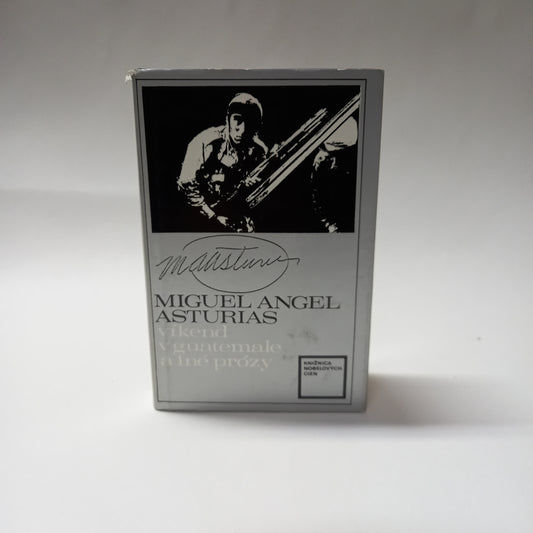 MIGUEL ANGEL
ASTURIAS
víkend
v guatemale
a iné prózy
KNIŽNICA
NOBELOVÝCH
CIEN